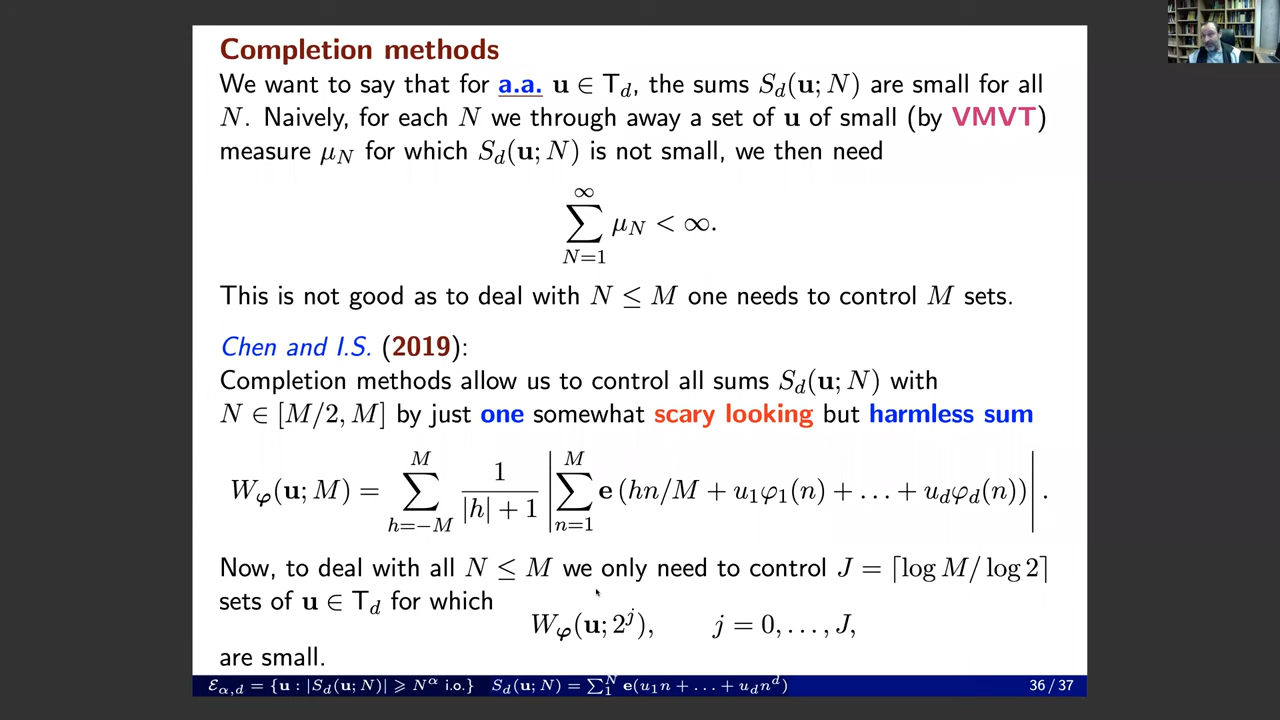 Completion methods
We want to say that for a.a. u ∈ T_d, the sums S_d(u; N) are small for all
N. Naively, for each N we through away a set of u of small (by VMVT)
measure μ_N for which S_d(u; N) is not small, we then need
∑_{N=1}^{∞} μ_N < ∞.
This is not good as to deal with N ≤ M one needs to control M sets.
Chen and I.S. (2019):
Completion methods allow us to control all sums S_d(u; N) with
N ∈ [M/2, M] by just one somewhat scary looking but harmless sum
W_φ(u; M) = ∑_{h=−M}^{M} 1/(|h| + 1) |∑_{n=1}^{M} e (hn/M + u_1φ_1(n) + … + u_dφ_d(n))| .
Now, to deal with all N ≤ M we only need to control J = ⌈log M/ log 2⌉
sets of u ∈ T_d for which
W_φ(u; 2^j), j = 0, …, J,
are small.
ℰ_{α,d} = {u : |S_d(u; N)| ⩾ N^α i.o.} S_d(u; N) = ∑_1^N e(u_1n + … + u_dn^d) 36 / 37